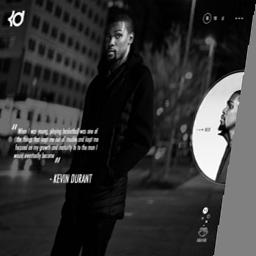 "When I was young, playing basketball was one of
the things that kept me out of trouble and kept me
focused on my growth and maturity in to the man I
would eventually become"
- KEVIN DURANT